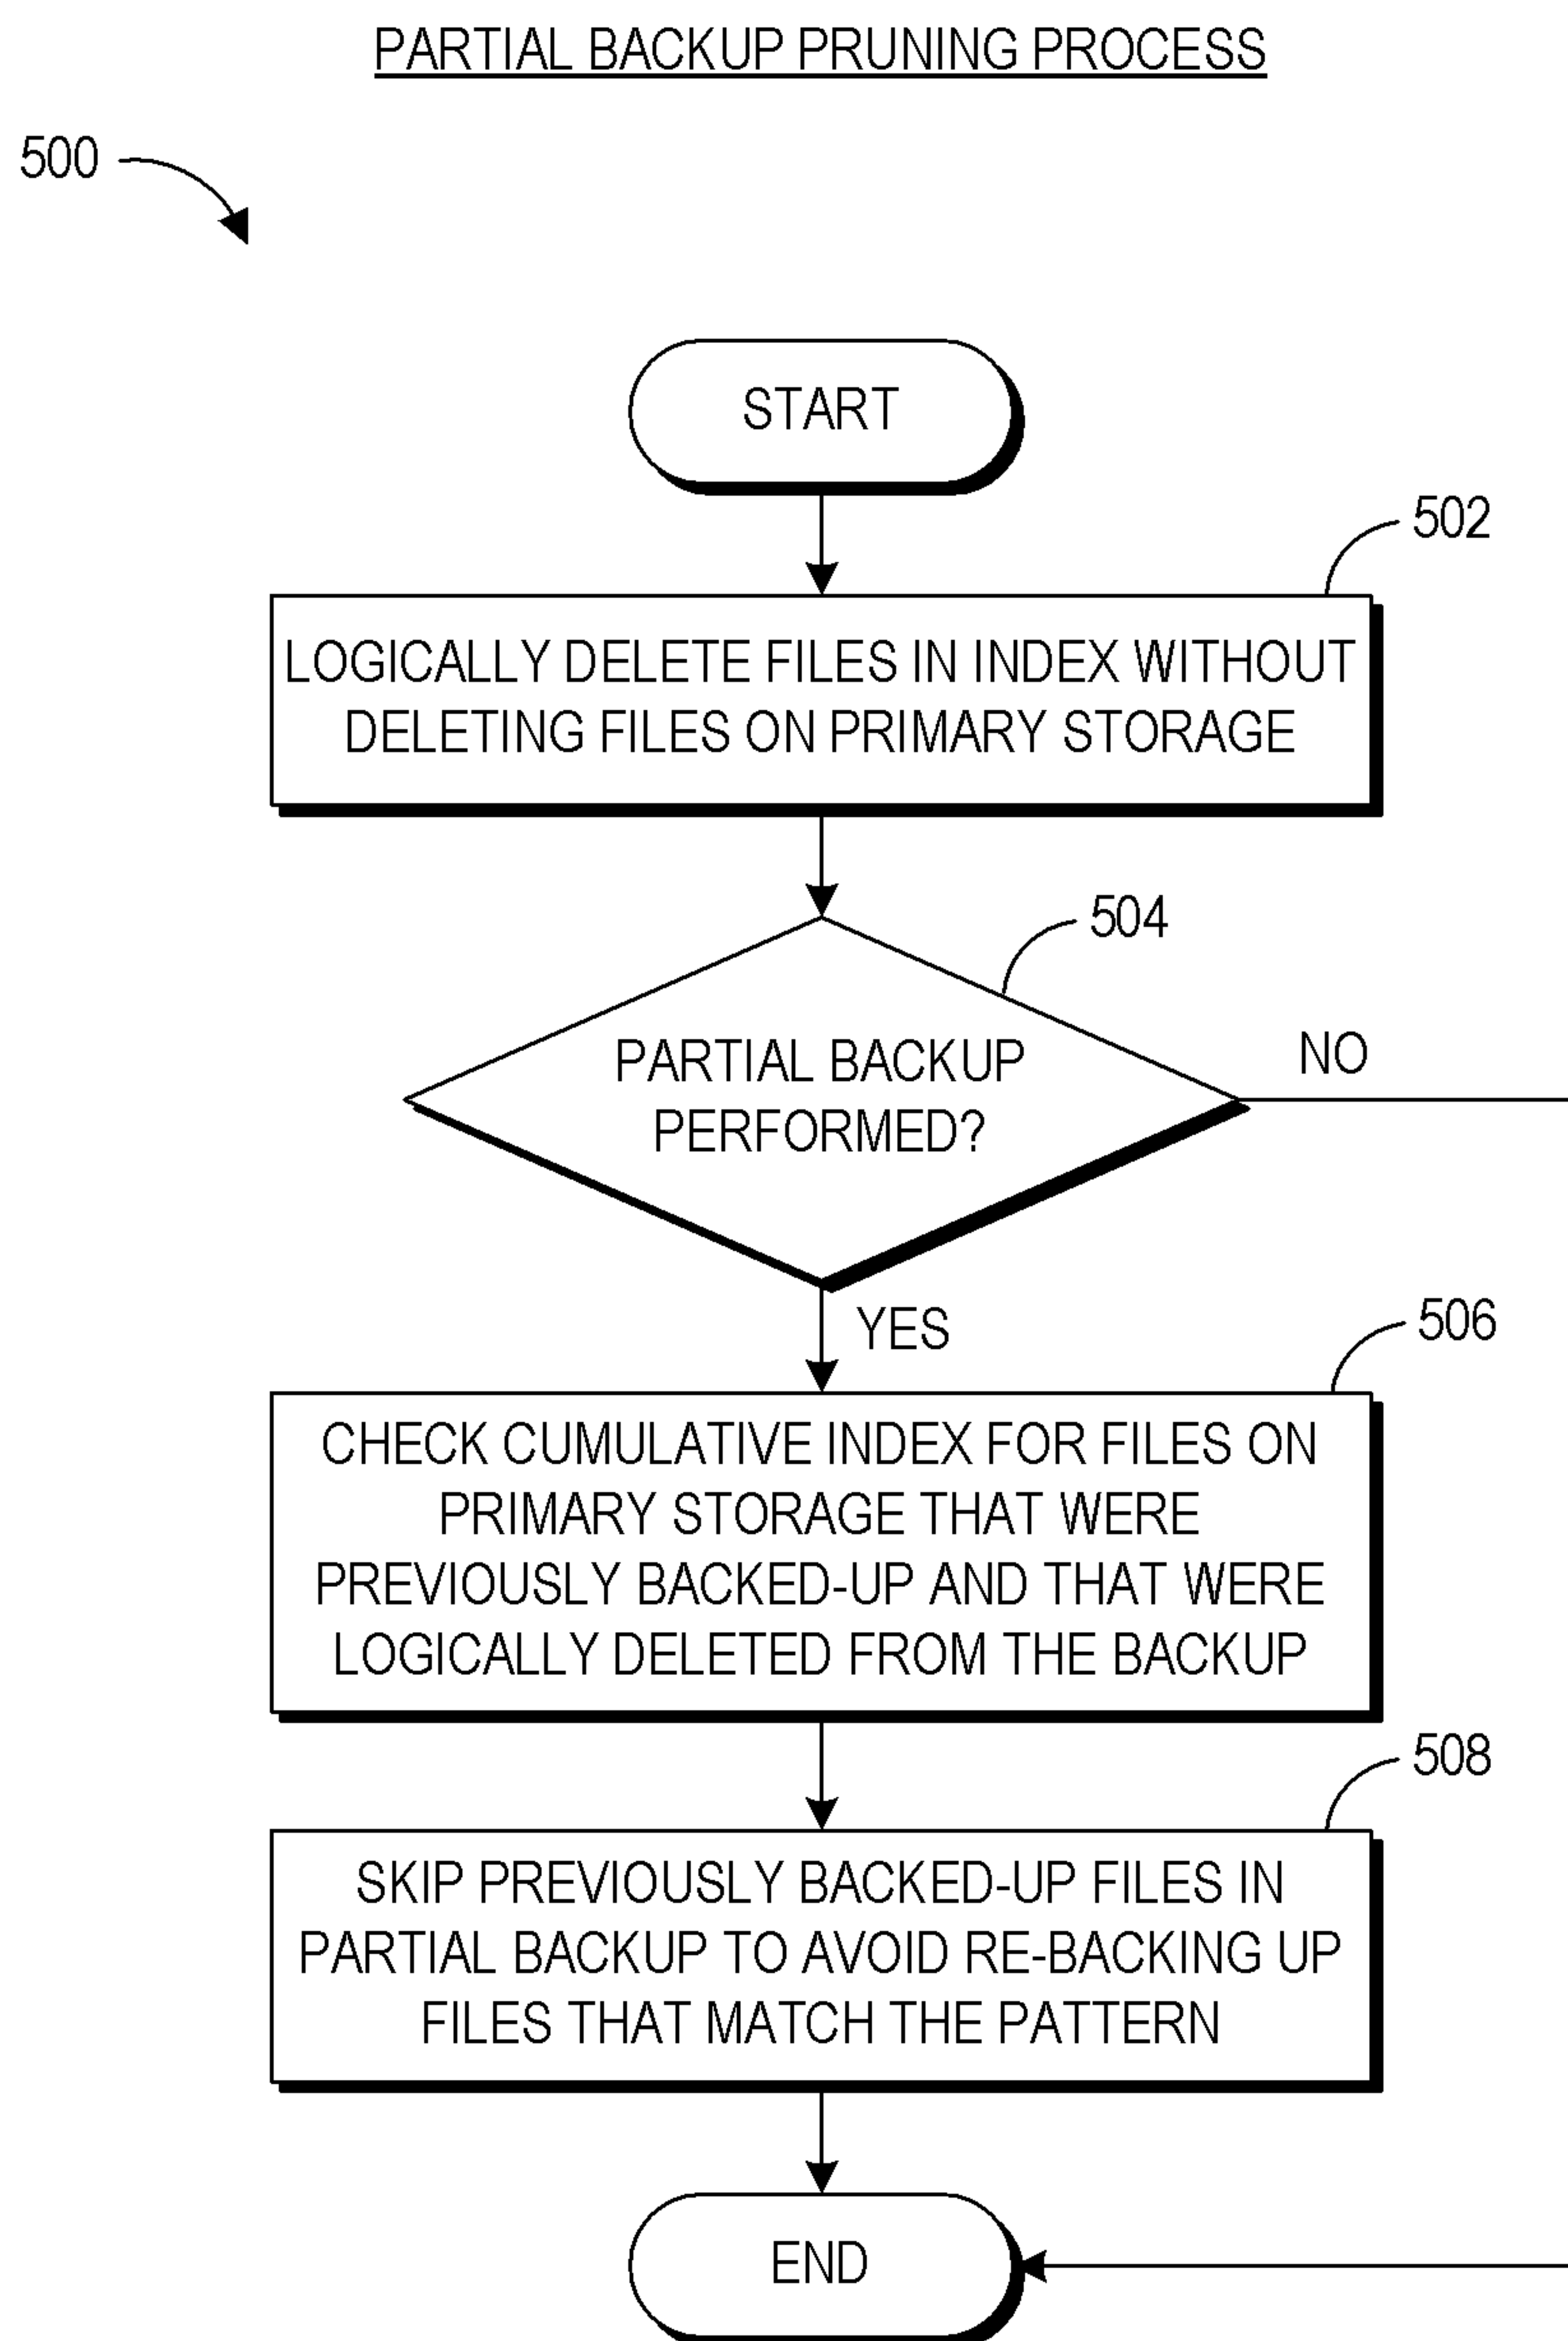 PARTIAL BACKUP PRUNING PROCESS
500
START
502
LOGICALLY DELETE FILES IN INDEX WITHOUT
DELETING FILES ON PRIMARY STORAGE
504
PARTIAL BACKUP
PERFORMED?
NO
YES
506
CHECK CUMULATIVE INDEX FOR FILES ON
PRIMARY STORAGE THAT WERE
PREVIOUSLY BACKED-UP AND THAT WERE
LOGICALLY DELETED FROM THE BACKUP
508
SKIP PREVIOUSLY BACKED-UP FILES IN
PARTIAL BACKUP TO AVOID RE-BACKING UP
FILES THAT MATCH THE PATTERN
END